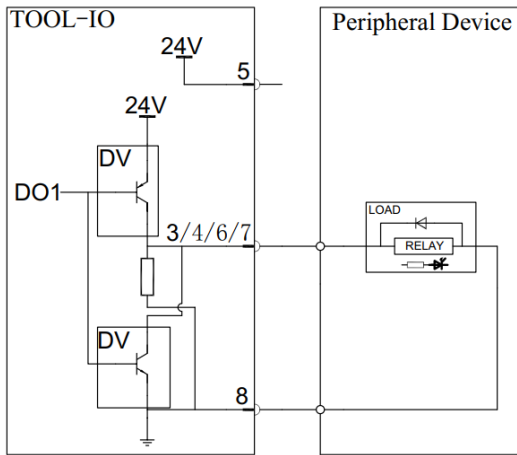 TOOL-IO
Peripheral Device
24V
5
24V
DV
DO1
3/4/6/7
LOAD
RELAY
DV
8